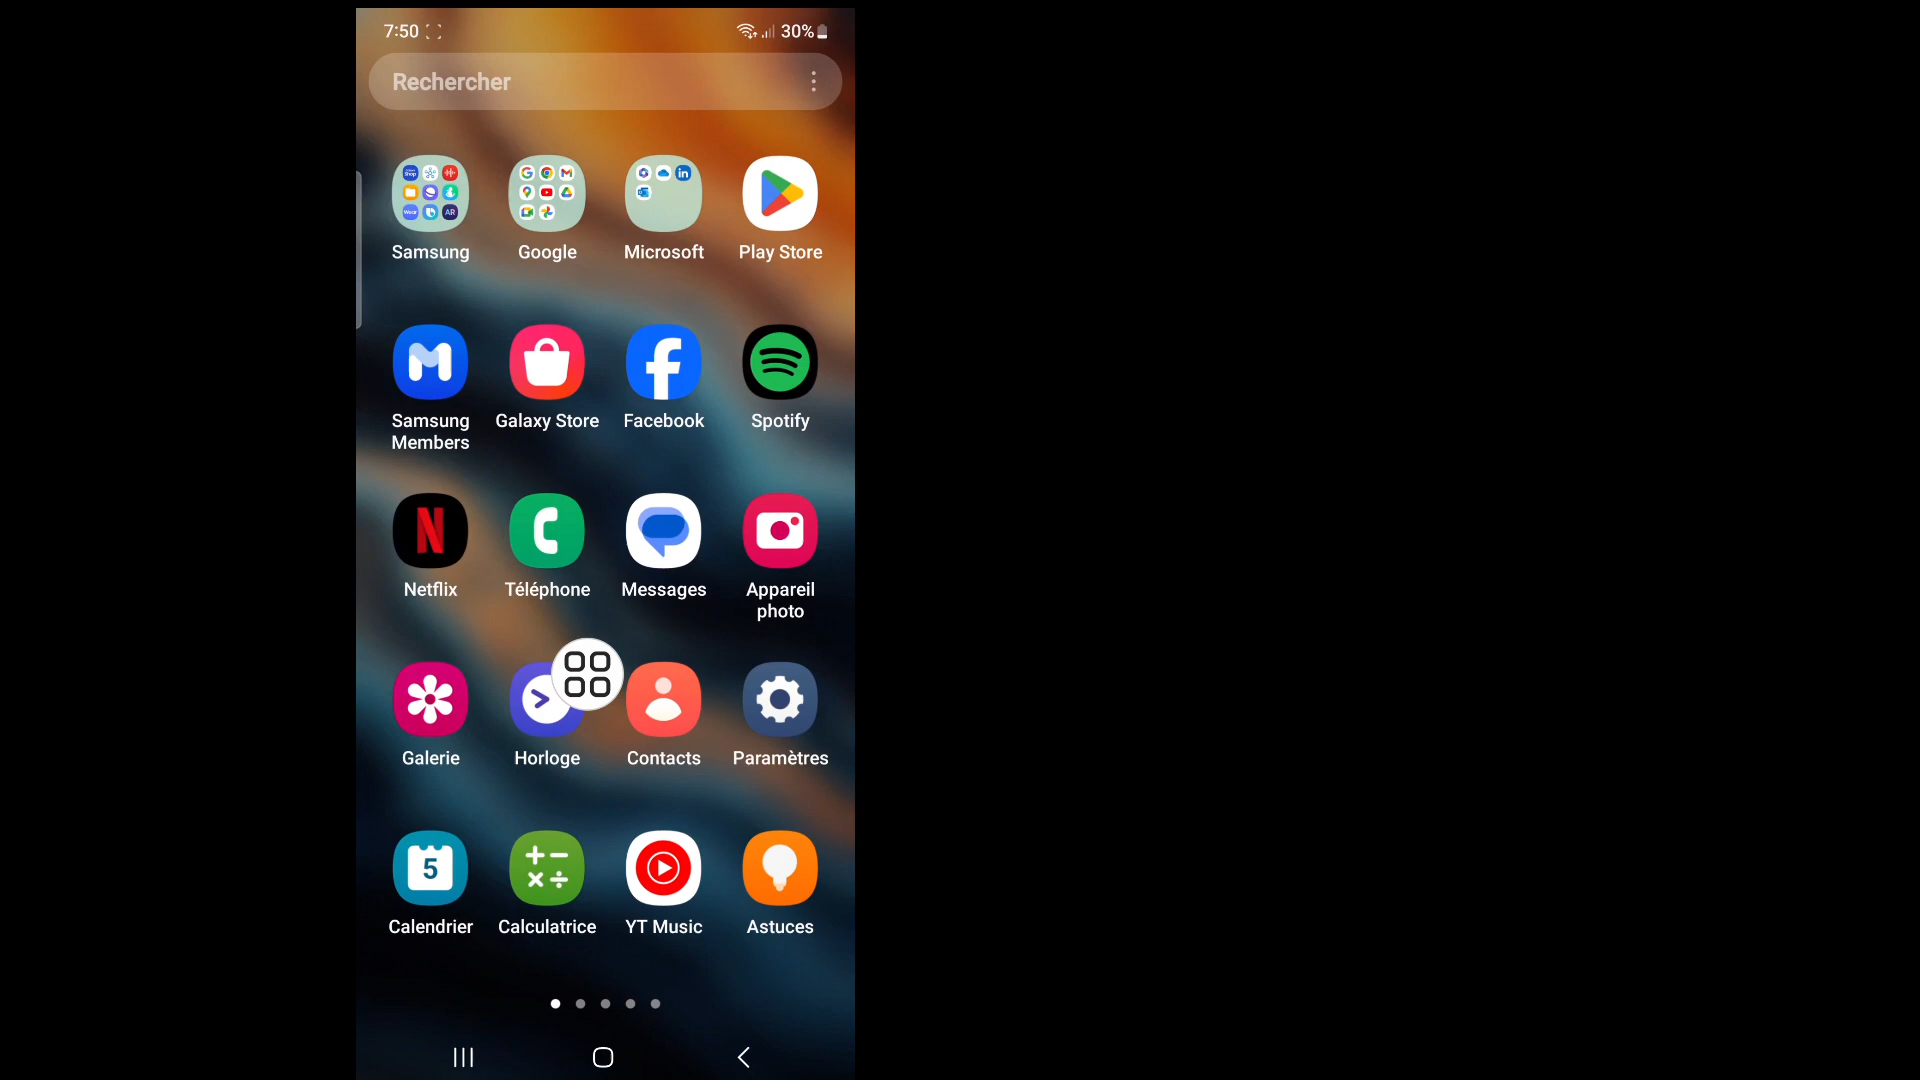 7:50 30%
Rechercher
Samsung Google Microsoft Play Store
Samsung Members Galaxy Store Facebook Spotify
Netflix Téléphone Messages Appareil photo
Galerie Horloge Contacts Paramètres
5
Calendrier Calculatrice YT Music Astuces